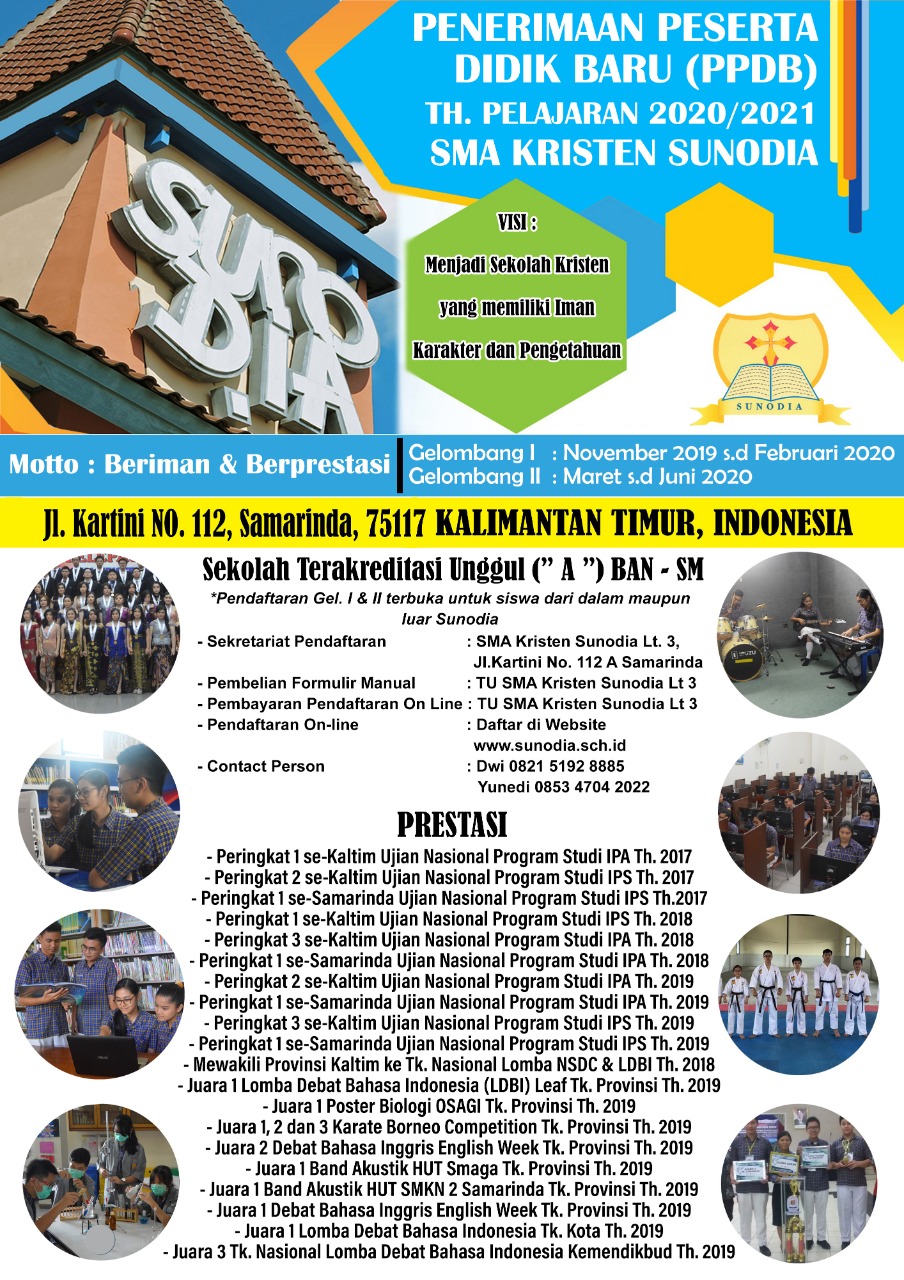 PENERIMAAN PESERTA
DIDIK BARU (PPDB)
TH. PELAJARAN 2020/2021
SMA KRISTEN SUNODIA
SUNO
DIA
VISI :
Menjadi Sekolah Kristen
yang memiliki Iman
Karakter dan Pengetahuan
SUNODIA
Motto : Beriman & Berprestasi
Gelombang I : November 2019 s.d Februari 2020
Gelombang II : Maret s.d Juni 2020
Jl. Kartini NO. 112, Samarinda, 75117 KALIMANTAN TIMUR, INDONESIA
Sekolah Terakreditasi Unggul (” A ”) BAN - SM
*Pendaftaran Gel. I & II terbuka untuk siswa dari dalam maupun
luar Sunodia
- Sekretariat Pendaftaran : SMA Kristen Sunodia Lt. 3,
Jl.Kartini No. 112 A Samarinda
- Pembelian Formulir Manual : TU SMA Kristen Sunodia Lt 3
- Pembayaran Pendaftaran On Line : TU SMA Kristen Sunodia Lt 3
- Pendaftaran On-line : Daftar di Website
www.sunodia.sch.id
- Contact Person : Dwi 0821 5192 8885
Yunedi 0853 4704 2022
PRESTASI
- Peringkat 1 se-Kaltim Ujian Nasional Program Studi IPA Th. 2017
- Peringkat 2 se-Kaltim Ujian Nasional Program Studi IPS Th. 2017
- Peringkat 1 se-Samarinda Ujian Nasional Program Studi IPS Th.2017
- Peringkat 1 se-Kaltim Ujian Nasional Program Studi IPS Th. 2018
- Peringkat 3 se-Kaltim Ujian Nasional Program Studi IPA Th. 2018
- Peringkat 1 se-Samarinda Ujian Nasional Program Studi IPA Th. 2018
- Peringkat 2 se-Kaltim Ujian Nasional Program Studi IPA Th. 2019
- Peringkat 1 se-Samarinda Ujian Nasional Program Studi IPA Th. 2019
- Peringkat 3 se-Kaltim Ujian Nasional Program Studi IPS Th. 2019
- Peringkat 1 se-Samarinda Ujian Nasional Program Studi IPS Th. 2019
- Mewakili Provinsi Kaltim ke Tk. Nasional Lomba NSDC & LDBI Th. 2018
- Juara 1 Lomba Debat Bahasa Indonesia (LDBI) Leaf Tk. Provinsi Th. 2019
- Juara 1 Poster Biologi OSAGI Tk. Provinsi Th. 2019
- Juara 1, 2 dan 3 Karate Borneo Competition Tk. Provinsi Th. 2019
- Juara 2 Debat Bahasa Inggris English Week Tk. Provinsi Th. 2019
- Juara 1 Band Akustik HUT Smaga Tk. Provinsi Th. 2019
- Juara 1 Band Akustik HUT SMKN 2 Samarinda Tk. Provinsi Th. 2019
- Juara 1 Debat Bahasa Inggris English Week Tk. Provinsi Th. 2019
- Juara 1 Lomba Debat Bahasa Indonesia Tk. Kota Th. 2019
- Juara 3 Tk. Nasional Lomba Debat Bahasa Indonesia Kemendikbud Th. 2019